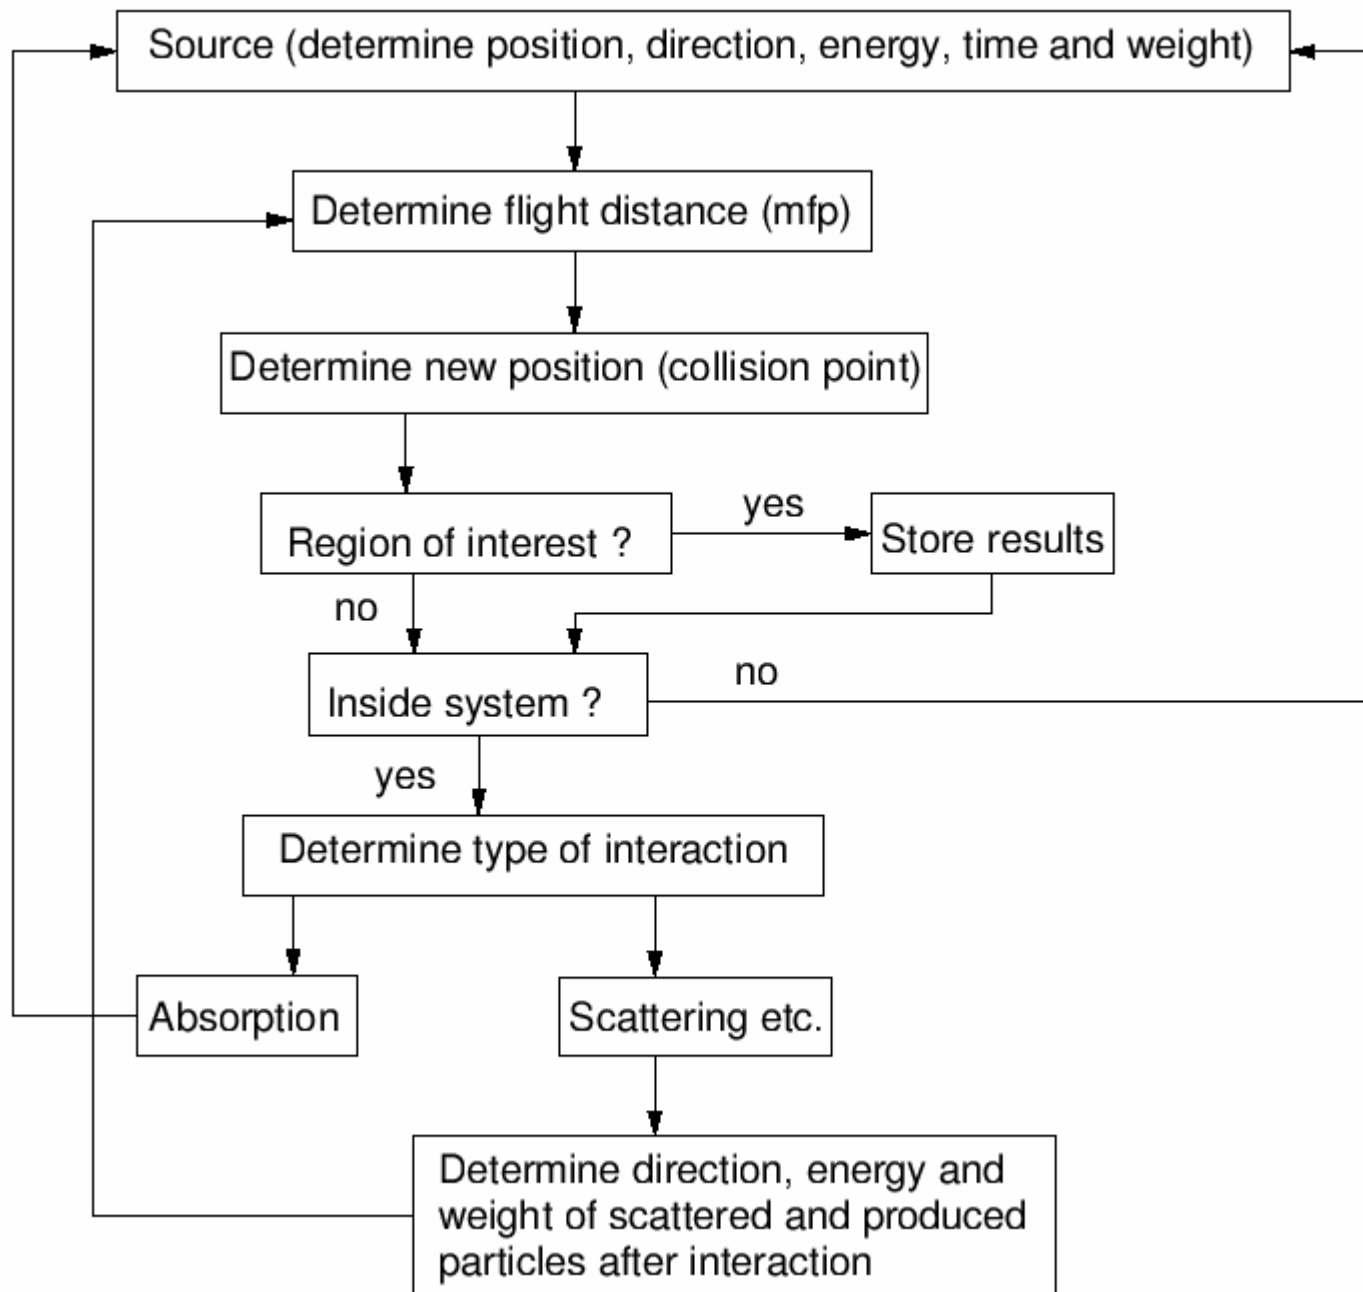 Source (determine position, direction, energy, time and weight)
Determine flight distance (mfp)
Determine new position (collision point)
Region of interest ?
yes
Store results
no
Inside system ?
no
yes
Determine type of interaction
Absorption
Scattering etc.
Determine direction, energy and
weight of scattered and produced
particles after interaction